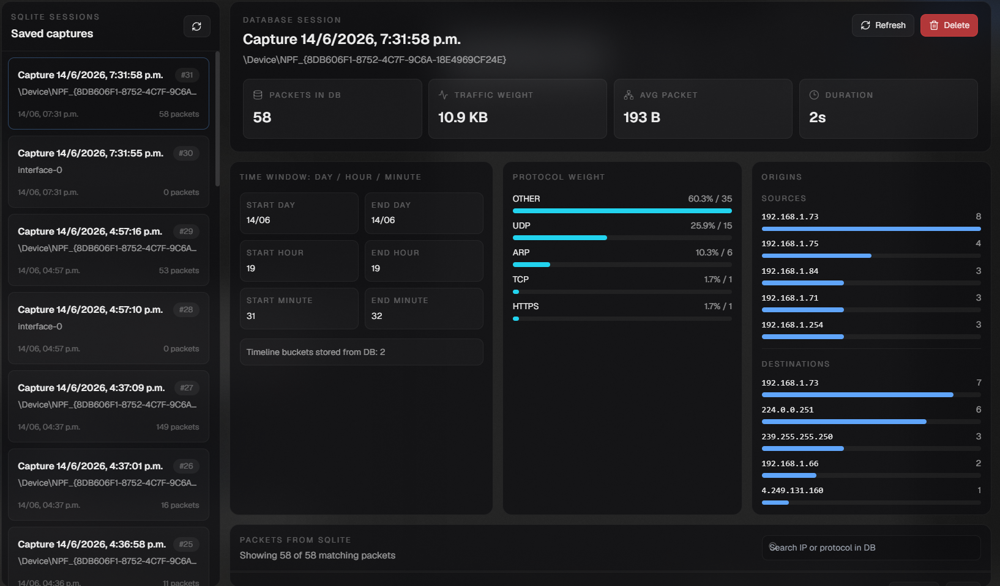 SQLITE SESSIONS
Saved captures
Capture 14/6/2026, 7:31:58 p.m. #31
\Device\NPF_{8DB606F1-8752-4C7F-9C6A...
14/06, 07:31 p.m. 58 packets
Capture 14/6/2026, 7:31:55 p.m. #30
interface-0
14/06, 07:31 p.m. 0 packets
Capture 14/6/2026, 4:57:16 p.m. #29
\Device\NPF_{8DB606F1-8752-4C7F-9C6A...
14/06, 04:57 p.m. 53 packets
Capture 14/6/2026, 4:57:10 p.m. #28
interface-0
14/06, 04:57 p.m. 0 packets
Capture 14/6/2026, 4:37:09 p.m. #27
\Device\NPF_{8DB606F1-8752-4C7F-9C6A...
14/06, 04:37 p.m. 149 packets
Capture 14/6/2026, 4:37:01 p.m. #26
\Device\NPF_{8DB606F1-8752-4C7F-9C6A...
14/06, 04:37 p.m. 16 packets
Capture 14/6/2026, 4:36:58 p.m. #25
\Device\NPF_{8DB606F1-8752-4C7F-9C6A...
14/06, 04:36 p.m. 11 packets
DATABASE SESSION
Capture 14/6/2026, 7:31:58 p.m.
\Device\NPF_{8DB606F1-8752-4C7F-9C6A-18E4969CF24E}
Refresh
Delete
PACKETS IN DB
58
TRAFFIC WEIGHT
10.9 KB
AVG PACKET
193 B
DURATION
2s
TIME WINDOW: DAY / HOUR / MINUTE
START DAY
14/06
END DAY
14/06
START HOUR
19
END HOUR
19
START MINUTE
31
END MINUTE
32
Timeline buckets stored from DB: 2
PROTOCOL WEIGHT
OTHER 60.3% / 35
UDP 25.9% / 15
ARP 10.3% / 6
TCP 1.7% / 1
HTTPS 1.7% / 1
ORIGINS
SOURCES
192.168.1.73 8
192.168.1.75 4
192.168.1.84 3
192.168.1.71 3
192.168.1.254 3
DESTINATIONS
192.168.1.73 7
224.0.0.251 6
239.255.255.250 3
192.168.1.66 2
4.249.131.160 1
PACKETS FROM SQLITE
Showing 58 of 58 matching packets
Search IP or protocol in DB